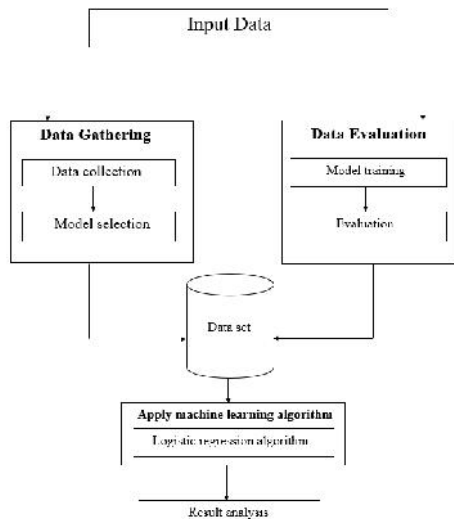 Input Data
Data Gathering
Data collection
Model selection
Data Evaluation
Model training
Evaluation
Data set
Apply machine learning algorithm
Logistic regression algorithm
Result analysis